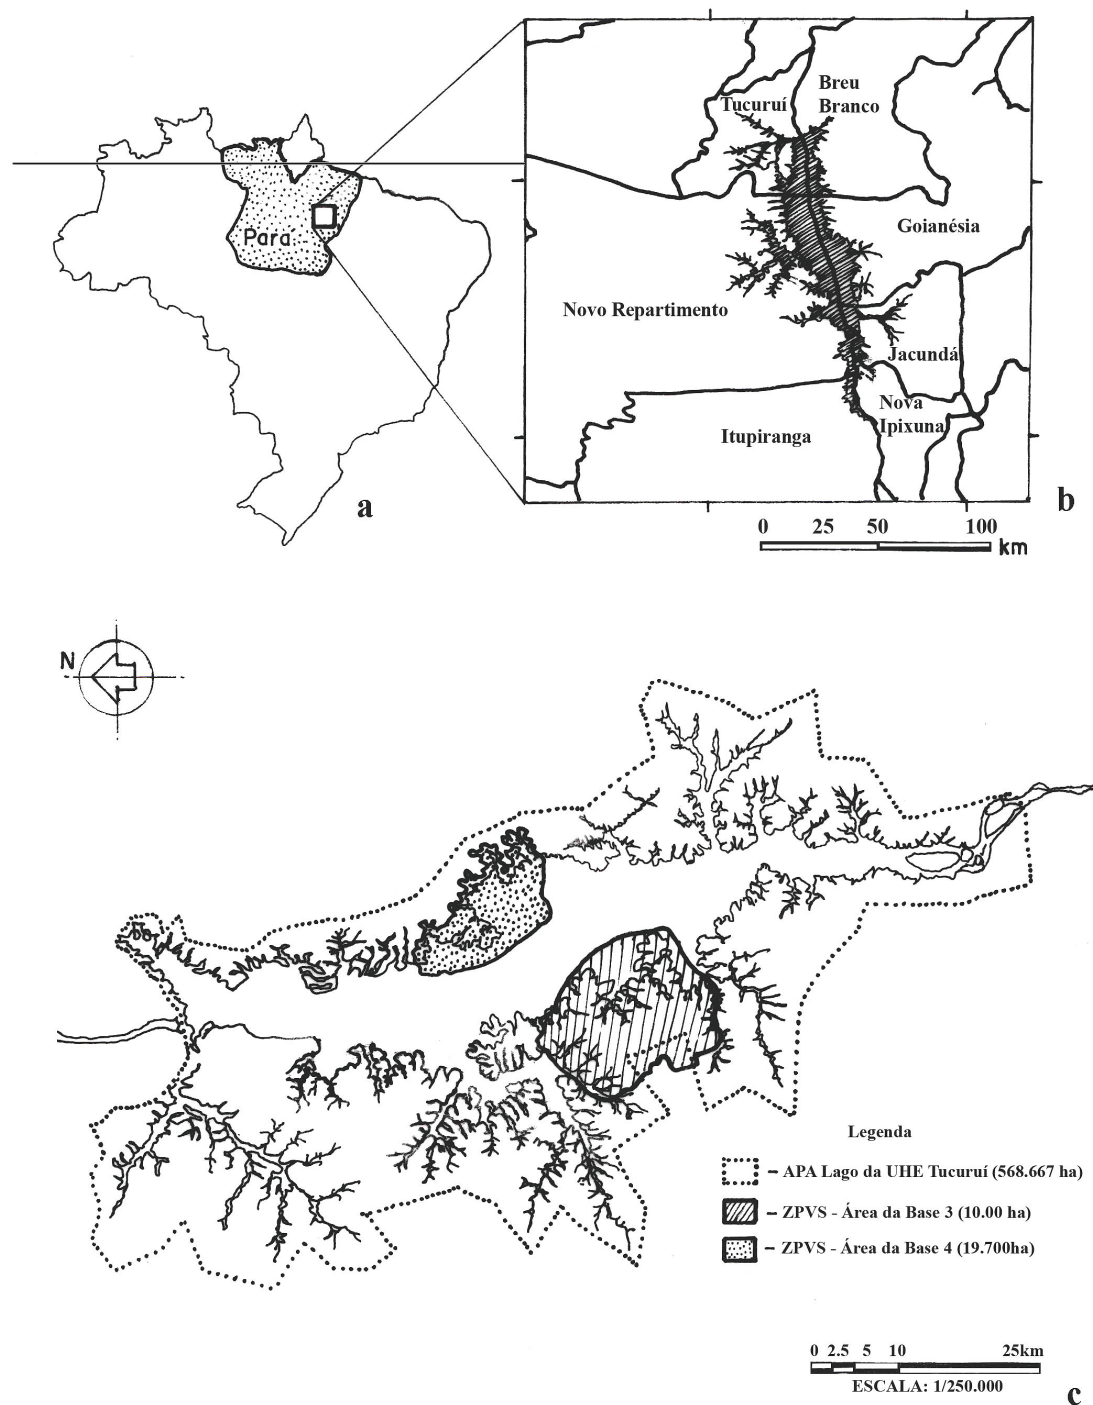 Pará
a
Tucuruí
Breu
Branco
Goianésia
Novo Repartimento
Jacundá
Nova
Ipixuna
Itupiranga
b
0 25 50 100
km
N
Legenda
– APA Lago da UHE Tucuruí (568.667 ha)
– ZPVS - Área da Base 3 (10.00 ha)
– ZPVS - Área da Base 4 (19.700ha)
0 2.5 5 10 25km
ESCALA: 1/250.000
c